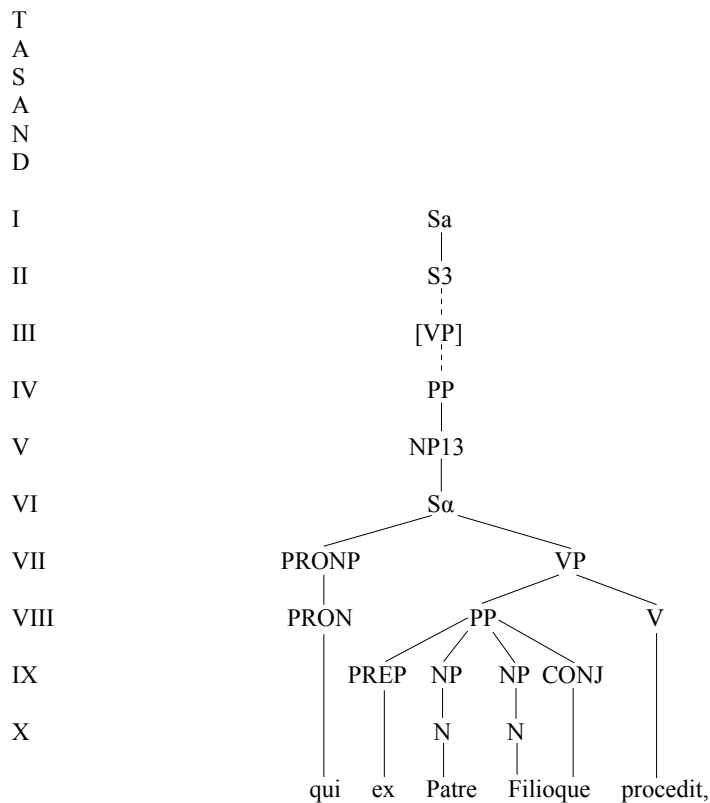 T
A
S
A
N
D
I Sa
II S3
III [VP]
IV PP
V NP13
VI Sα
VII PRONP VP
VIII PRON PP V
IX PREP NP NP CONJ
X N N
qui ex Patre Filioque procedit,